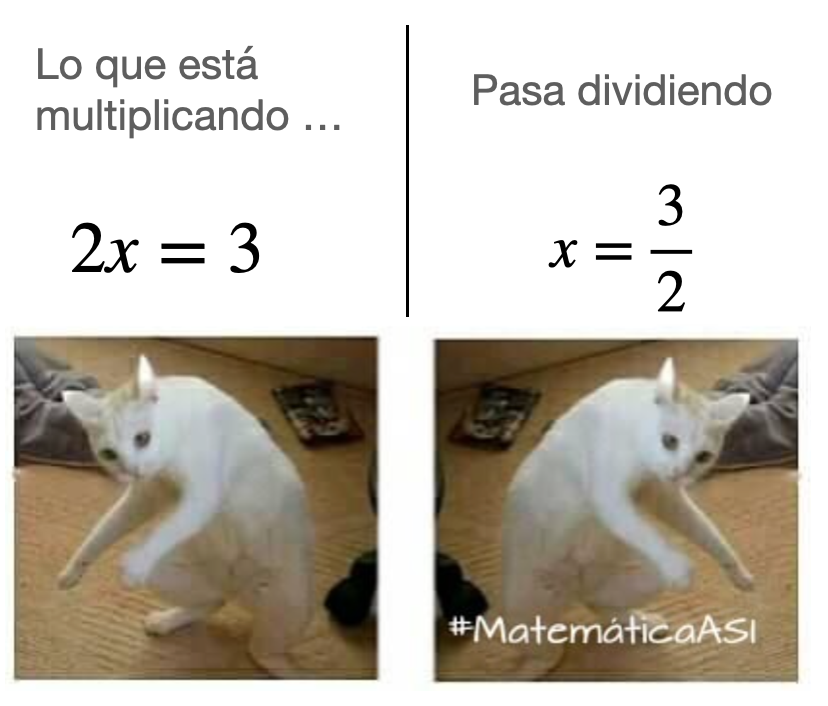 Lo que está
multiplicando …
2x = 3
Pasa dividiendo
x = 3/2
#MatemáticaASI